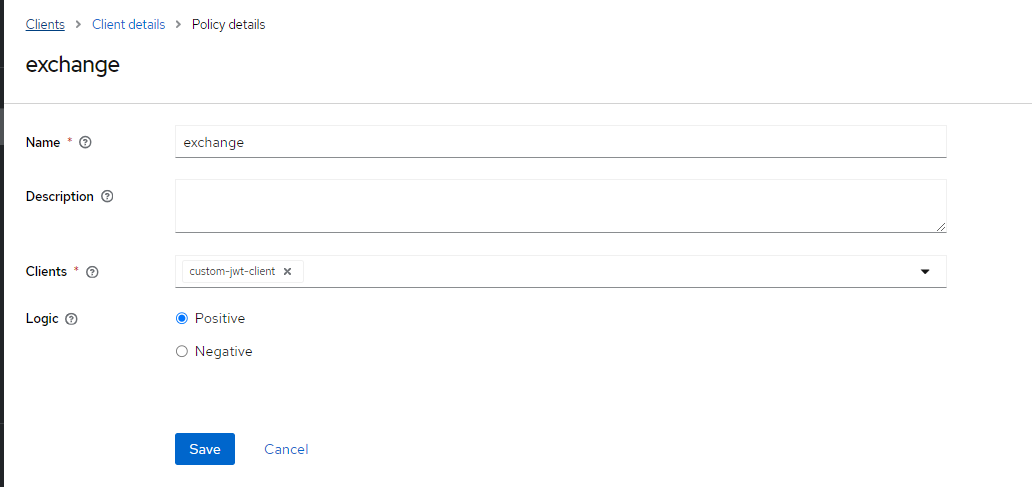 Clients > Client details > Policy details
exchange
Name * exchange
Description
Clients * custom-jwt-client ×
Logic Positive
Negative
Save Cancel